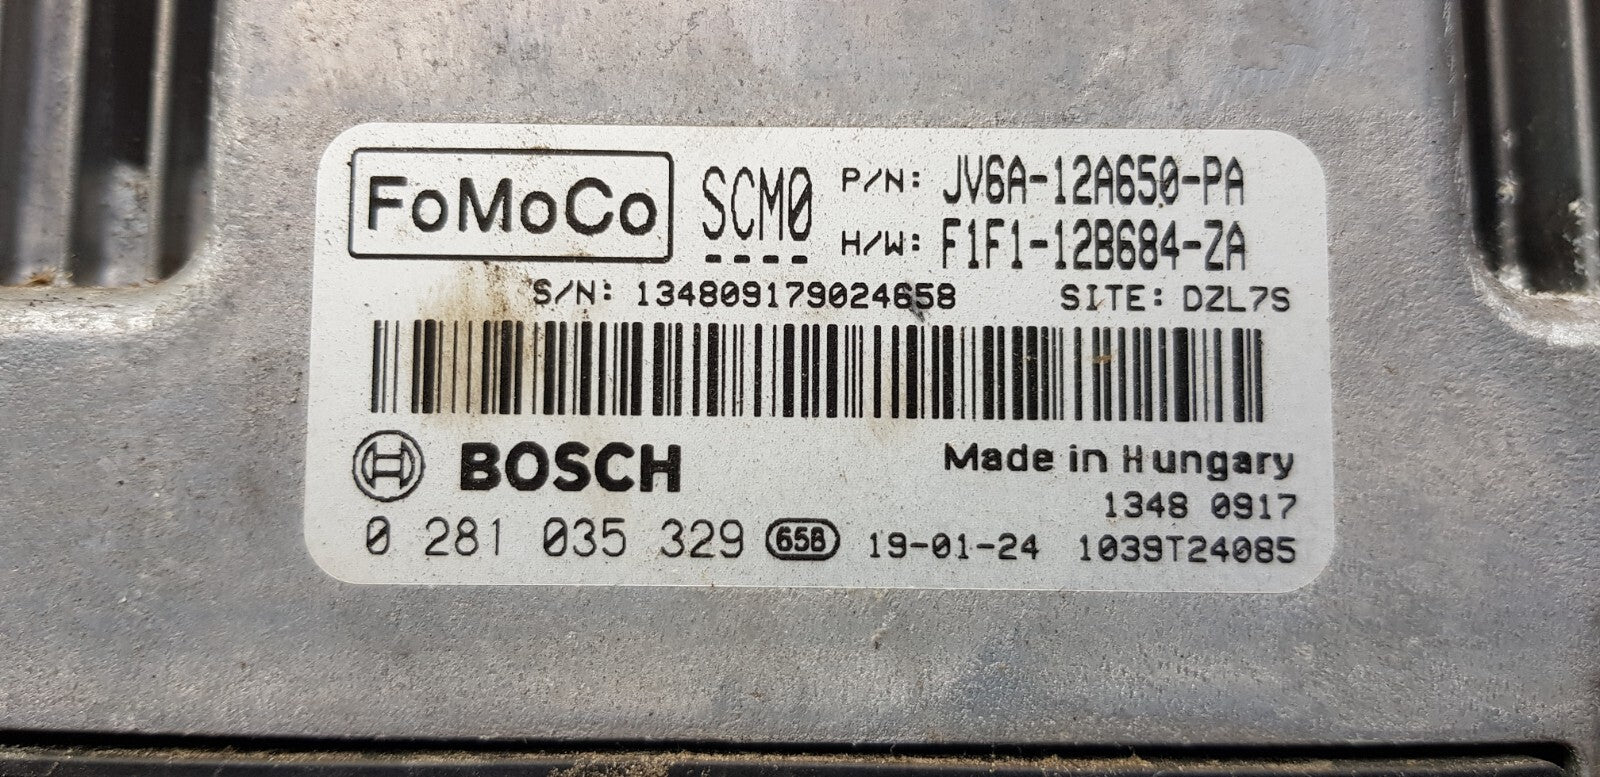 FoMoCo SCM0 P/N: JV6A-12A650-PA
H/W: F1F1-12B684-ZA
S/N: 134809179024658 SITE: DZL7S
BOSCH Made in Hungary
1348 0917
0 281 035 329 658 19-01-24 1039T24085